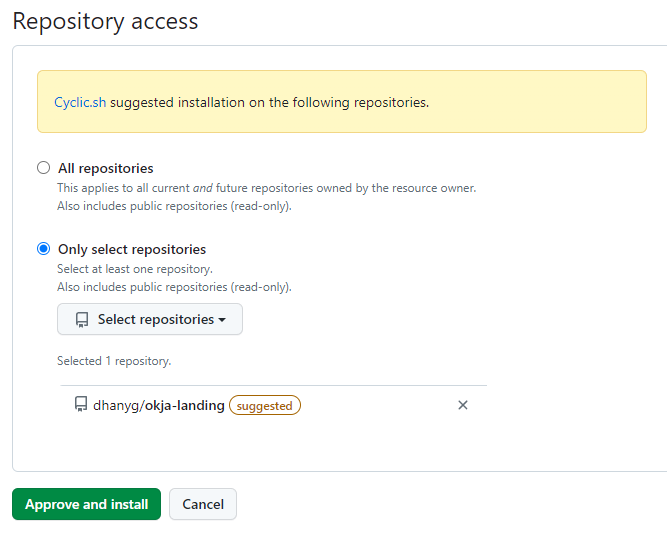 Repository access
Cyclic.sh suggested installation on the following repositories.
All repositories
This applies to all current and future repositories owned by the resource owner.
Also includes public repositories (read-only).
Only select repositories
Select at least one repository.
Also includes public repositories (read-only).
Select repositories
Selected 1 repository.
dhanyg/okja-landing suggested
Approve and install Cancel